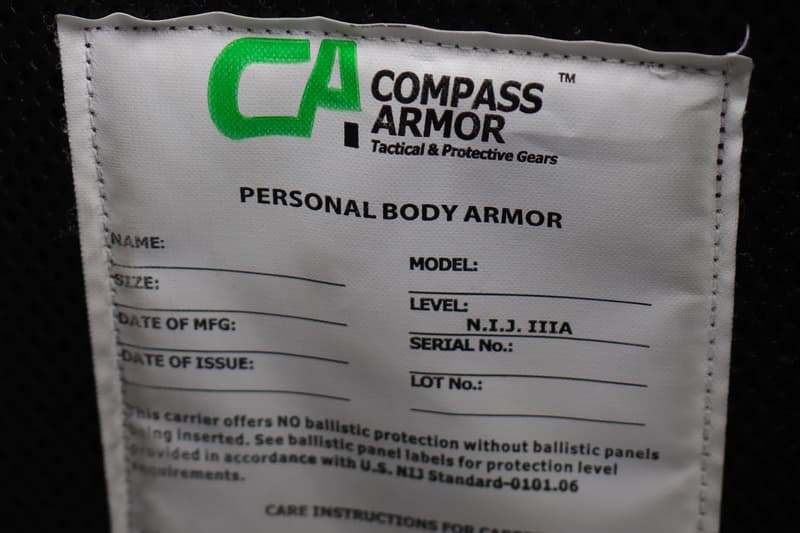 CA.
COMPASS
ARMOR
™
Tactical & Protective Gears
PERSONAL BODY ARMOR
NAME:
SIZE:
DATE OF MFG:
DATE OF ISSUE:
MODEL:
LEVEL:
N.I.J. IIIA
SERIAL No.:
LOT No.:
This carrier offers NO ballistic protection without ballistic panels
being inserted. See ballistic panel labels for protection level
provided in accordance with U.S. NIJ Standard-0101.06
requirements.
CARE INSTRUCTIONS FOR